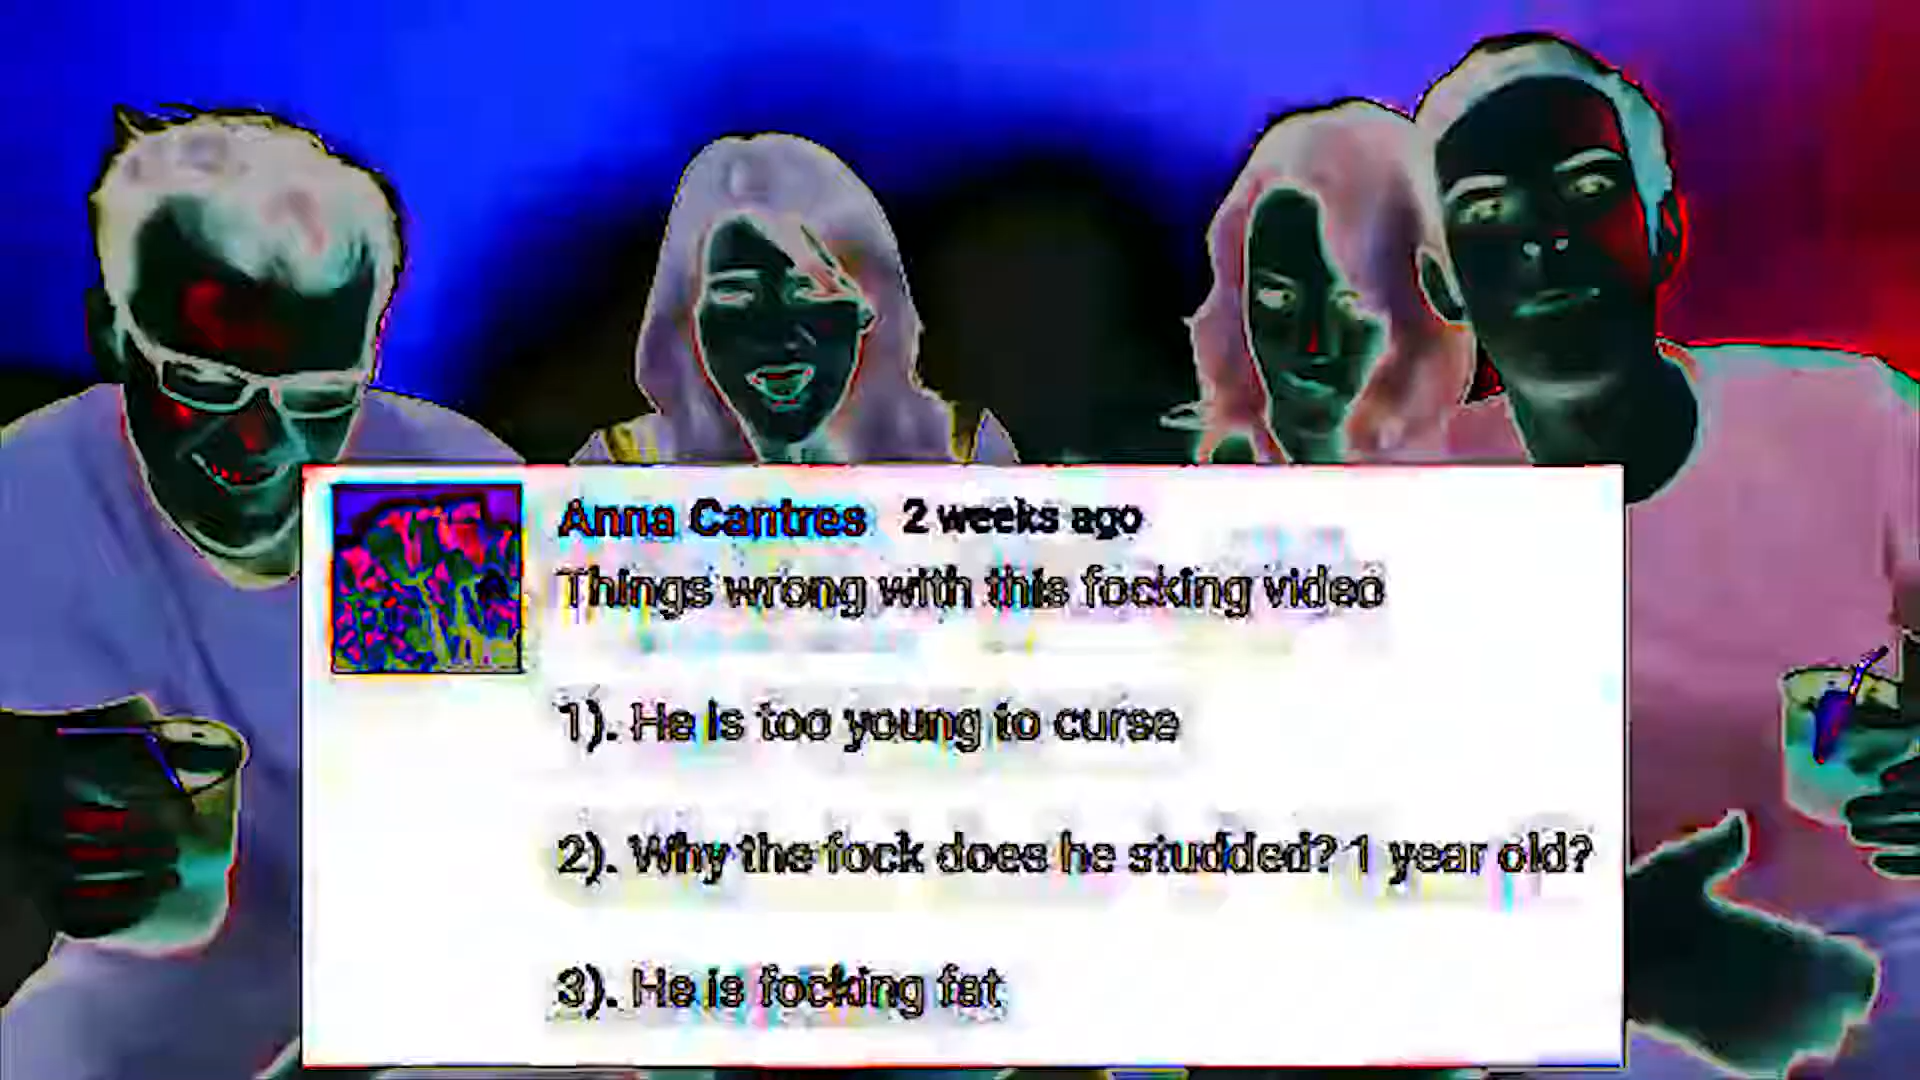 Anna Cantres 2 weeks ago
Things wrong with this focking video
1). He is too young to curse
2). Why the fock does he studded? 1 year old?
3). He is focking fat